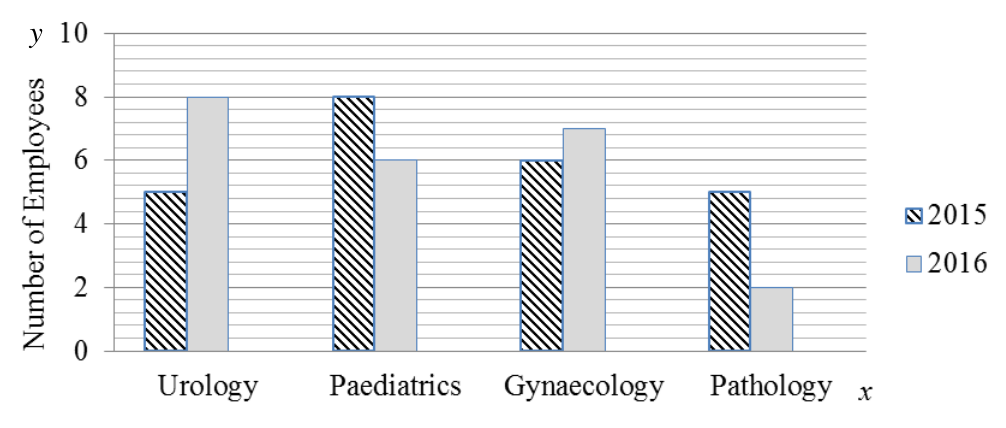 y
10
8
6
4
2
0
Number of Employees
Urology
Paediatrics
Gynaecology
Pathology
x
2015
2016